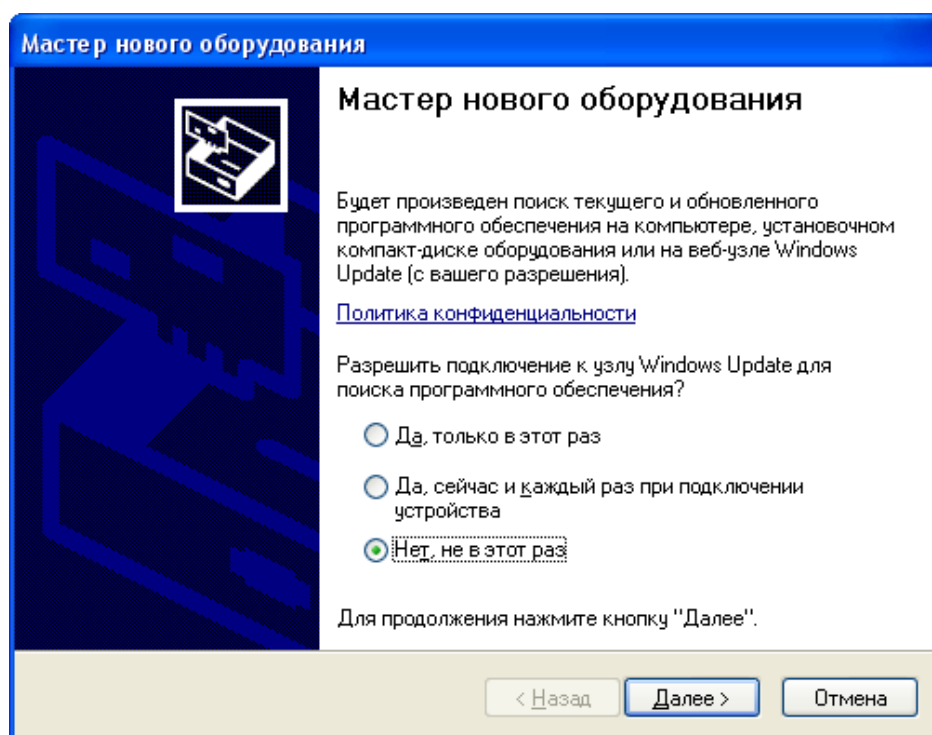 Мастер нового оборудования
Мастер нового оборудования
Будет произведен поиск текущего и обновленного
программного обеспечения на компьютере, установочном
компакт-диске оборудования или на веб-узле Windows
Update (с вашего разрешения).
Политика конфиденциальности
Разрешить подключение к узлу Windows Update для
поиска программного обеспечения?
Да, только в этот раз
Да, сейчас и каждый раз при подключении
устройства
Нет, не в этот раз
Для продолжения нажмите кнопку "Далее".
< Назад Далее > Отмена